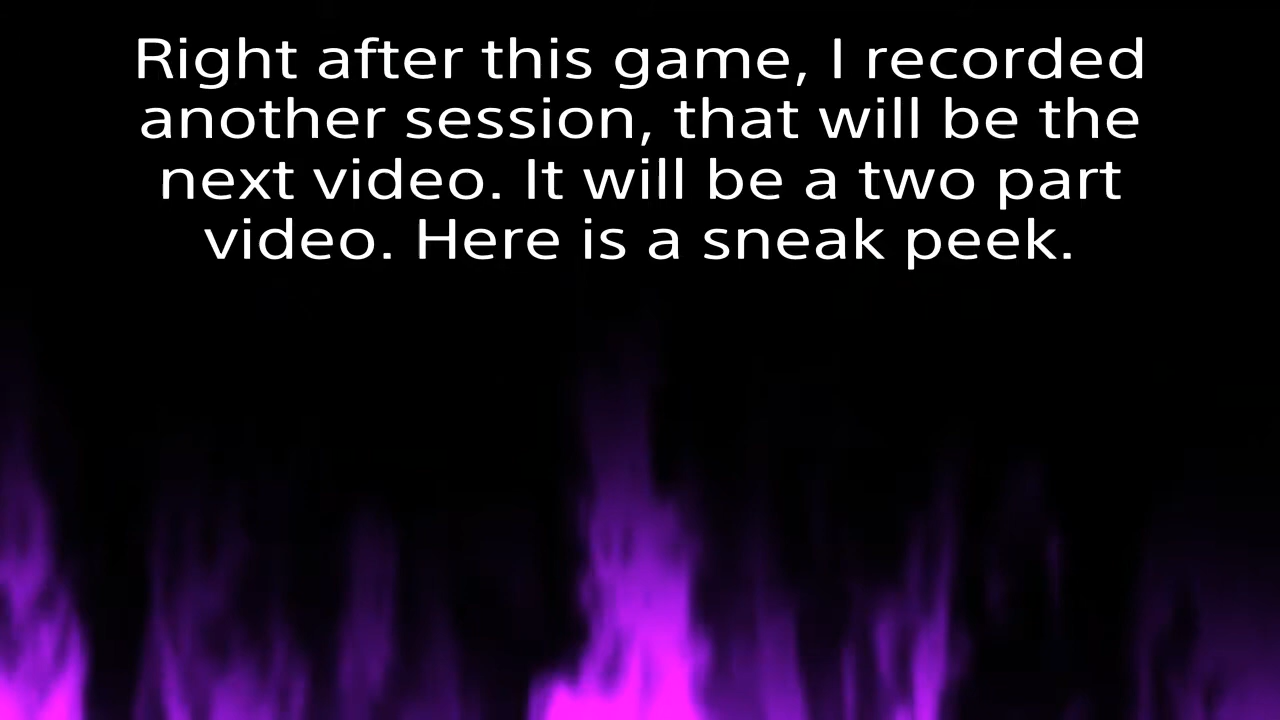 Right after this game, I recorded
another session, that will be the
next video. It will be a two part
video. Here is a sneak peek.